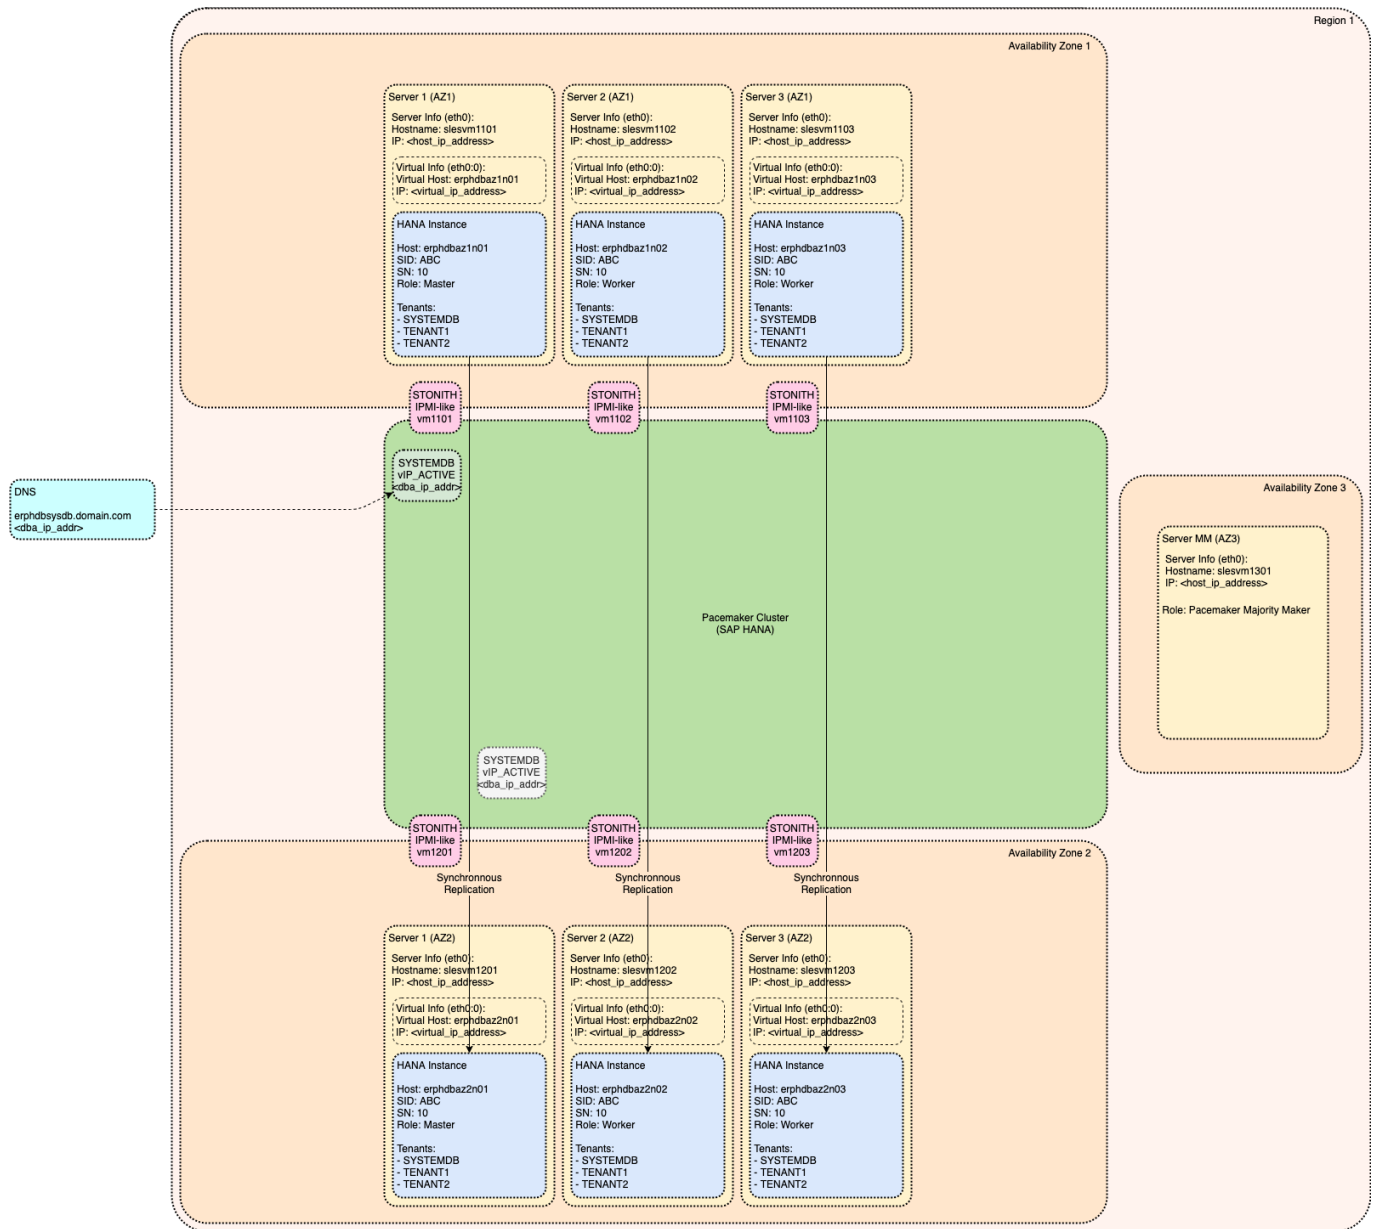 Region 1
Availability Zone 1
Server 1 (AZ1)
Server Info (eth0):
Hostname: slesvm1101
IP: <host_ip_address>
Virtual Info (eth0:0):
Virtual Host: erphdbaz1n01
IP: <virtual_ip_address>
HANA Instance
Host: erphdbaz1n01
SID: ABC
SN: 10
Role: Master
Tenants:
- SYSTEMDB
- TENANT1
- TENANT2
Server 2 (AZ1)
Server Info (eth0):
Hostname: slesvm1102
IP: <host_ip_address>
Virtual Info (eth0:0):
Virtual Host: erphdbaz1n02
IP: <virtual_ip_address>
HANA Instance
Host: erphdbaz1n02
SID: ABC
SN: 10
Role: Worker
Tenants:
- SYSTEMDB
- TENANT1
- TENANT2
Server 3 (AZ1)
Server Info (eth0):
Hostname: slesvm1103
IP: <host_ip_address>
Virtual Info (eth0:0):
Virtual Host: erphdbaz1n03
IP: <virtual_ip_address>
HANA Instance
Host: erphdbaz1n03
SID: ABC
SN: 10
Role: Worker
Tenants:
- SYSTEMDB
- TENANT1
- TENANT2
STONITH
IPMI-like
vm1101
STONITH
IPMI-like
vm1102
STONITH
IPMI-like
vm1103
SYSTEMDB
vIP_ACTIVE
<dba_ip_addr>
DNS
erphdbsysdb.domain.com
<dba_ip_addr>
Pacemaker Cluster
(SAP HANA)
Availability Zone 3
Server MM (AZ3)
Server Info (eth0):
Hostname: slesvm1301
IP: <host_ip_address>
Role: Pacemaker Majority Maker
SYSTEMDB
vIP_ACTIVE
<dba_ip_addr>
STONITH
IPMI-like
vm1201
STONITH
IPMI-like
vm1202
STONITH
IPMI-like
vm1203
Availability Zone 2
Synchronnous
Replication
Synchronnous
Replication
Synchronnous
Replication
Server 1 (AZ2)
Server Info (eth0):
Hostname: slesvm1201
IP: <host_ip_address>
Virtual Info (eth0:0):
Virtual Host: erphdbaz2n01
IP: <virtual_ip_address>
HANA Instance
Host: erphdbaz2n01
SID: ABC
SN: 10
Role: Master
Tenants:
- SYSTEMDB
- TENANT1
- TENANT2
Server 2 (AZ2)
Server Info (eth0):
Hostname: slesvm1202
IP: <host_ip_address>
Virtual Info (eth0:0):
Virtual Host: erphdbaz2n02
IP: <virtual_ip_address>
HANA Instance
Host: erphdbaz2n02
SID: ABC
SN: 10
Role: Worker
Tenants:
- SYSTEMDB
- TENANT1
- TENANT2
Server 3 (AZ2)
Server Info (eth0):
Hostname: slesvm1203
IP: <host_ip_address>
Virtual Info (eth0:0):
Virtual Host: erphdbaz2n03
IP: <virtual_ip_address>
HANA Instance
Host: erphdbaz2n03
SID: ABC
SN: 10
Role: Worker
Tenants:
- SYSTEMDB
- TENANT1
- TENANT2